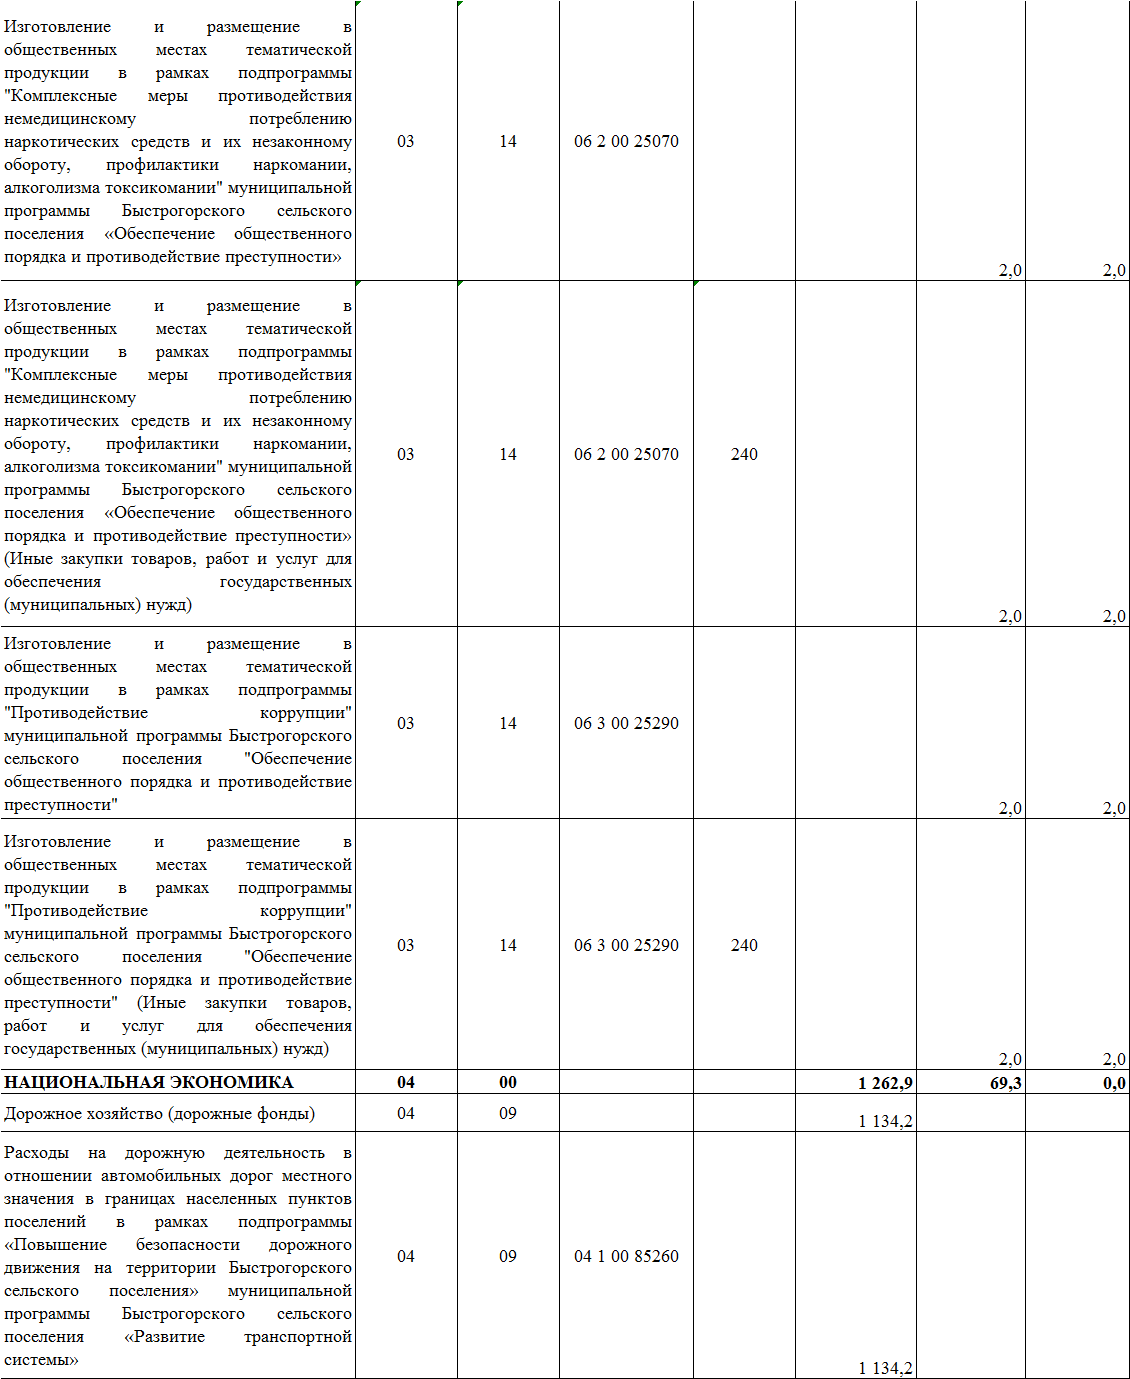 Изготовление и размещение в
общественных местах тематической
продукции в рамках подпрограммы
"Комплексные меры противодействия
немедицинскому потреблению
наркотических средств и их незаконному
обороту, профилактики наркомании,
алкоголизма токсикомании" муниципальной
программы Быстрогорского сельского
поселения «Обеспечение общественного
порядка и противодействие преступности»
03 14 06 2 00 25070 2,0 2,0
Изготовление и размещение в
общественных местах тематической
продукции в рамках подпрограммы
"Комплексные меры противодействия
немедицинскому потреблению
наркотических средств и их незаконному
обороту, профилактики наркомании,
алкоголизма токсикомании" муниципальной
программы Быстрогорского сельского
поселения «Обеспечение общественного
порядка и противодействие преступности»
(Иные закупки товаров, работ и услуг для
обеспечения государственных
(муниципальных) нужд)
03 14 06 2 00 25070 240 2,0 2,0
Изготовление и размещение в
общественных местах тематической
продукции в рамках подпрограммы
"Противодействие коррупции"
муниципальной программы Быстрогорского
сельского поселения "Обеспечение
общественного порядка и противодействие
преступности"
03 14 06 3 00 25290 2,0 2,0
Изготовление и размещение в
общественных местах тематической
продукции в рамках подпрограммы
"Противодействие коррупции"
муниципальной программы Быстрогорского
сельского поселения "Обеспечение
общественного порядка и противодействие
преступности" (Иные закупки товаров,
работ и услуг для обеспечения
государственных (муниципальных) нужд)
03 14 06 3 00 25290 240 2,0 2,0
НАЦИОНАЛЬНАЯ ЭКОНОМИКА 04 00 1 262,9 69,3 0,0
Дорожное хозяйство (дорожные фонды) 04 09 1 134,2
Расходы на дорожную деятельность в
отношении автомобильных дорог местного
значения в границах населенных пунктов
поселений в рамках подпрограммы
«Повышение безопасности дорожного
движения на территории Быстрогорского
сельского поселения» муниципальной
программы Быстрогорского сельского
поселения «Развитие транспортной
системы»
04 09 04 1 00 85260 1 134,2